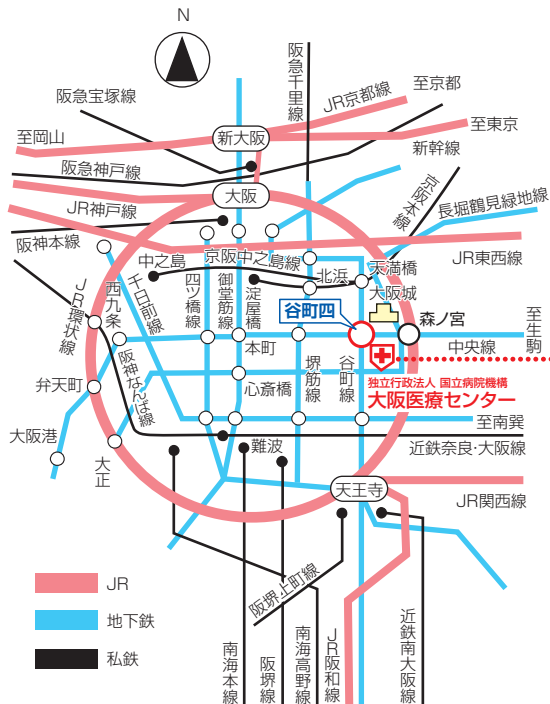 N
阪急千里線
阪急宝塚線
JR京都線
至京都
至岡山
新大阪
至東京
新幹線
阪急神戸線
大阪
京阪本線
長堀鶴見緑地線
JR神戸線
阪神本線
中之島
京阪中之島線
JR東西線
北浜
天満橋
大阪城
JR環状線
西九条
千日前線
四ツ橋線
御堂筋線
淀屋橋
谷町四
森ノ宮
至生駒
中央線
本町
堺筋線
谷町線
阪神なんば線
弁天町
心斎橋
独立行政法人 国立病院機構
大阪医療センター
大阪港
大正
難波
至南巽
近鉄奈良・大阪線
天王寺
JR関西線
JR
地下鉄
私鉄
阪堺上町線
南海本線
阪堺線
南海高野線
JR阪和線
近鉄南大阪線